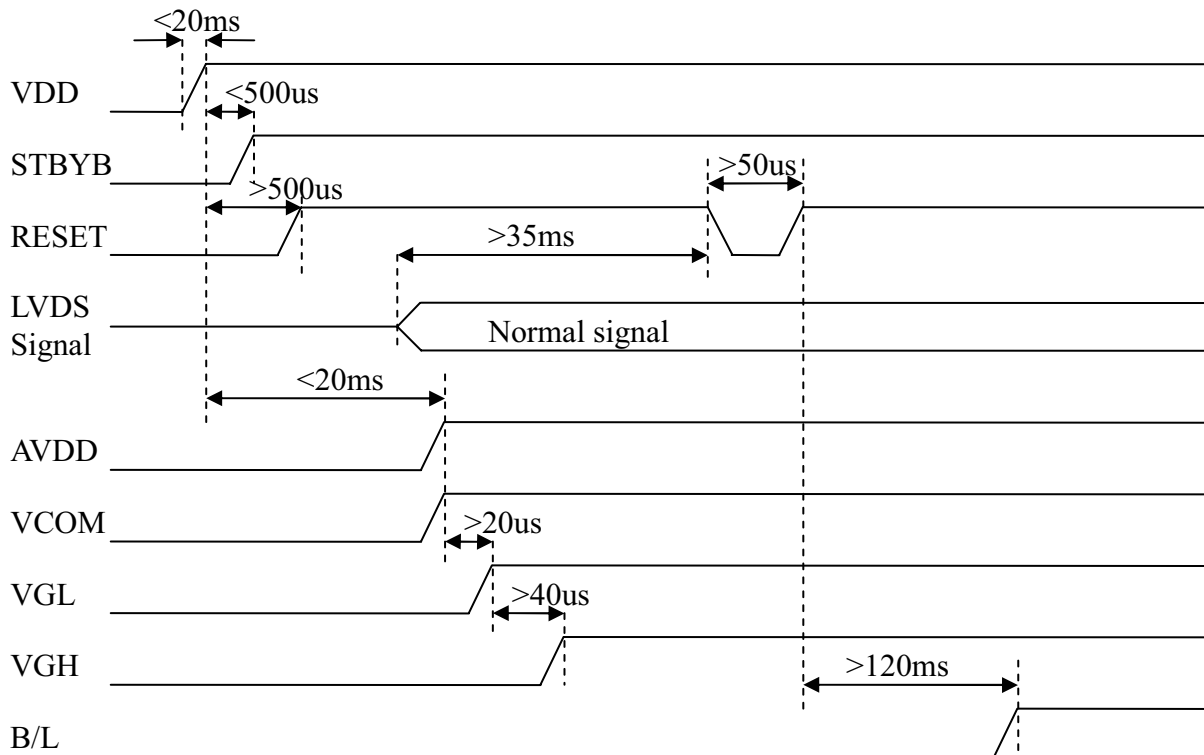 <20ms
VDD
<500us
STBYB
>500us
>50us
RESET
>35ms
LVDS
Signal
Normal signal
<20ms
AVDD
VCOM
>20us
VGL
>40us
VGH
>120ms
B/L